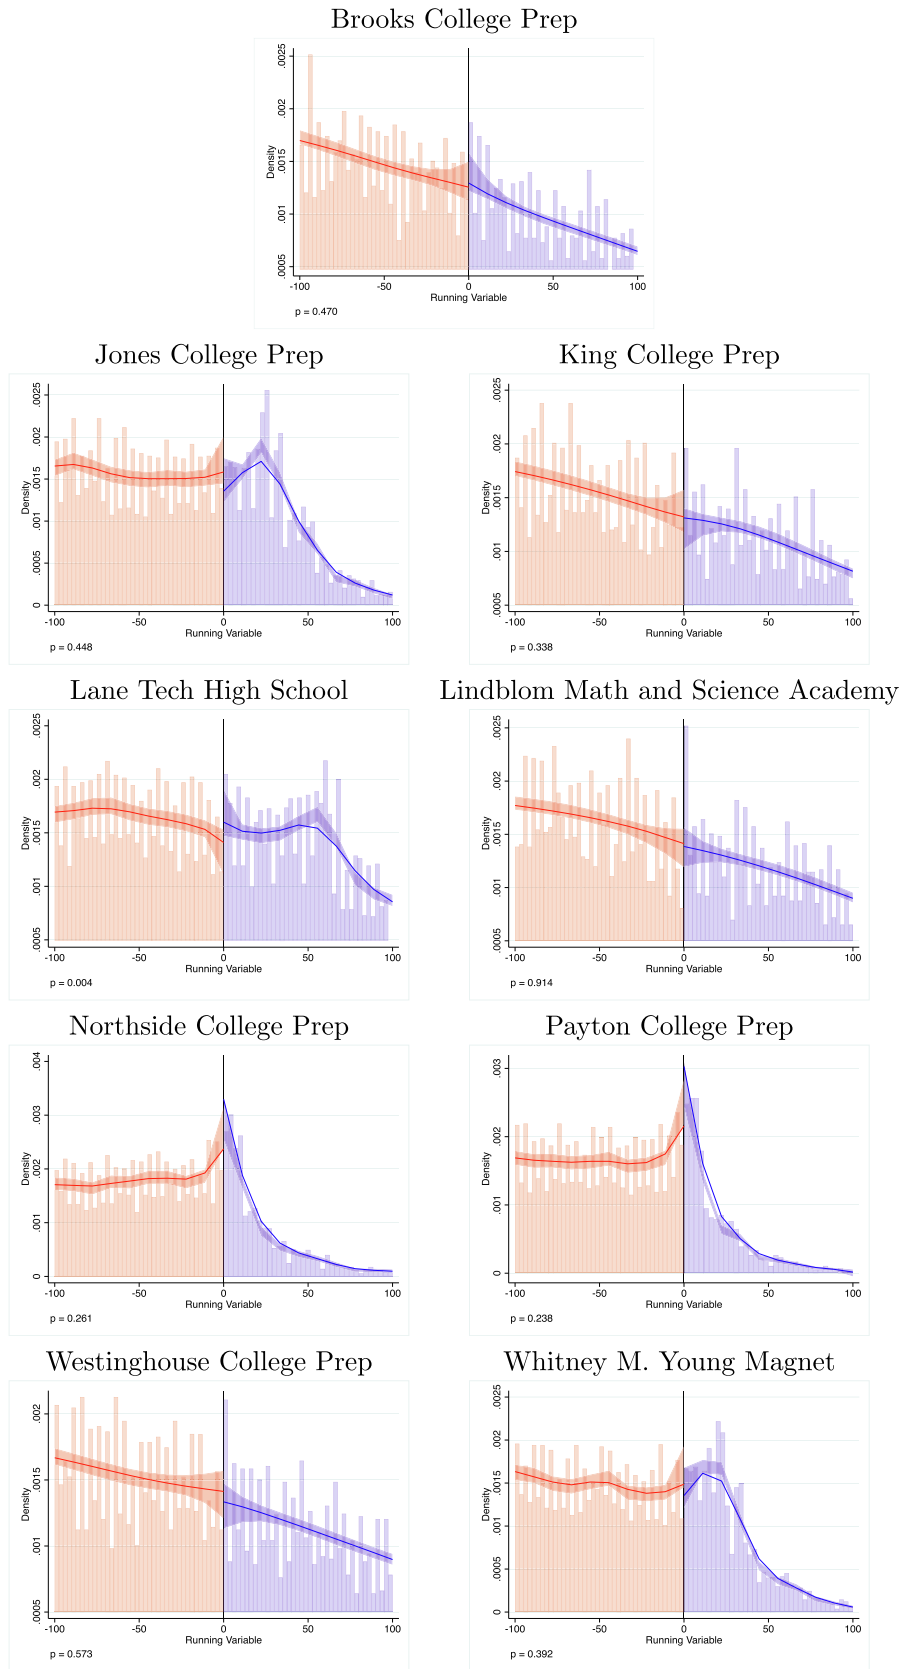 Brooks College Prep
.0025
.002
.0015
.001
.0005
Density
-100 -50 0 50 100
Running Variable
p = 0.470
Jones College Prep
.0025
.002
.0015
.001
.0005
0
Density
-100 -50 0 50 100
Running Variable
p = 0.448
King College Prep
.0025
.002
.0015
.001
.0005
Density
-100 -50 0 50 100
Running Variable
p = 0.338
Lane Tech High School
.0025
.002
.0015
.001
.0005
Density
-100 -50 0 50 100
Running Variable
p = 0.004
Lindblom Math and Science Academy
.0025
.002
.0015
.001
.0005
Density
-100 -50 0 50 100
Running Variable
p = 0.914
Northside College Prep
.004
.003
.002
.001
0
Density
-100 -50 0 50 100
Running Variable
p = 0.261
Payton College Prep
.003
.002
.001
0
Density
-100 -50 0 50 100
Running Variable
p = 0.238
Westinghouse College Prep
.002
.0015
.001
.0005
Density
-100 -50 0 50 100
Running Variable
p = 0.573
Whitney M. Young Magnet
.0025
.002
.0015
.001
.0005
0
Density
-100 -50 0 50 100
Running Variable
p = 0.392